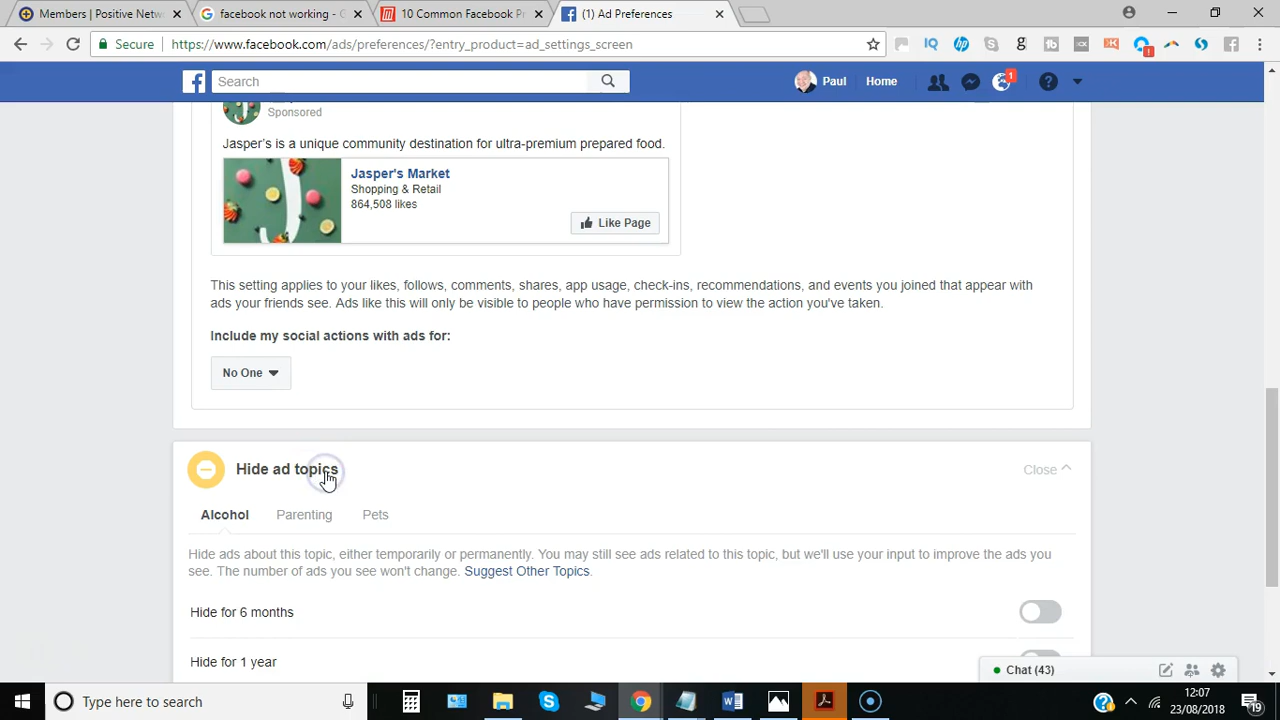 Members | Positive Netw
facebook not working - G
10 Common Facebook Pr
(1) Ad Preferences
Secure
https://www.facebook.com/ads/preferences/?entry_product=ad_settings_screen
Search
Paul
Home
1
Sponsored
Jasper's is a unique community destination for ultra-premium prepared food.
Jasper's Market
Shopping & Retail
864,508 likes
Like Page
This setting applies to your likes, follows, comments, shares, app usage, check-ins, recommendations, and events you joined that appear with
ads your friends see. Ads like this will only be visible to people who have permission to view the action you've taken.
Include my social actions with ads for:
No One
Hide ad topics
Close
Alcohol Parenting Pets
Hide ads about this topic, either temporarily or permanently. You may still see ads related to this topic, but we'll use your input to improve the ads you
see. The number of ads you see won't change. Suggest Other Topics.
Hide for 6 months
Hide for 1 year
Chat (43)
Type here to search
12:07
23/08/2018
19